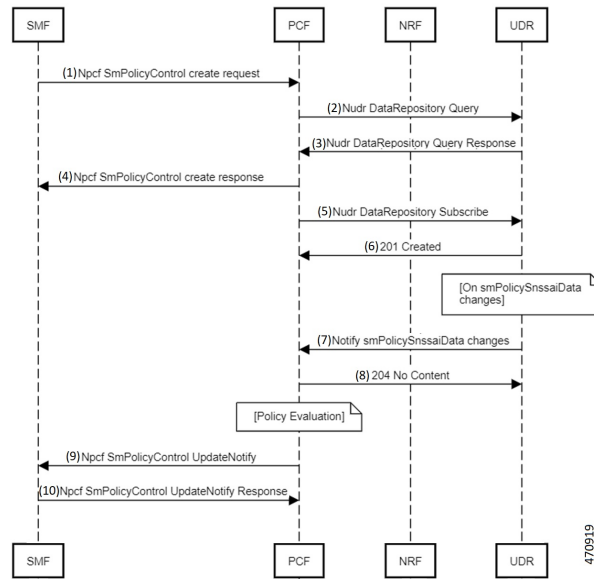 SMF
PCF
NRF
UDR
(1)Npcf SmPolicyControl create request
(2)Nudr DataRepository Query
(3)Nudr DataRepository Query Response
(4)Npcf SmPolicyControl create response
(5)Nudr DataRepository Subscribe
(6)201 Created
[On smPolicySnssaiData
changes]
(7)Notify smPolicySnssaiData changes
(8)204 No Content
[Policy Evaluation]
(9)Npcf SmPolicyControl UpdateNotify
(10)Npcf SmPolicyControl UpdateNotify Response
SMF
PCF
NRF
UDR
470919